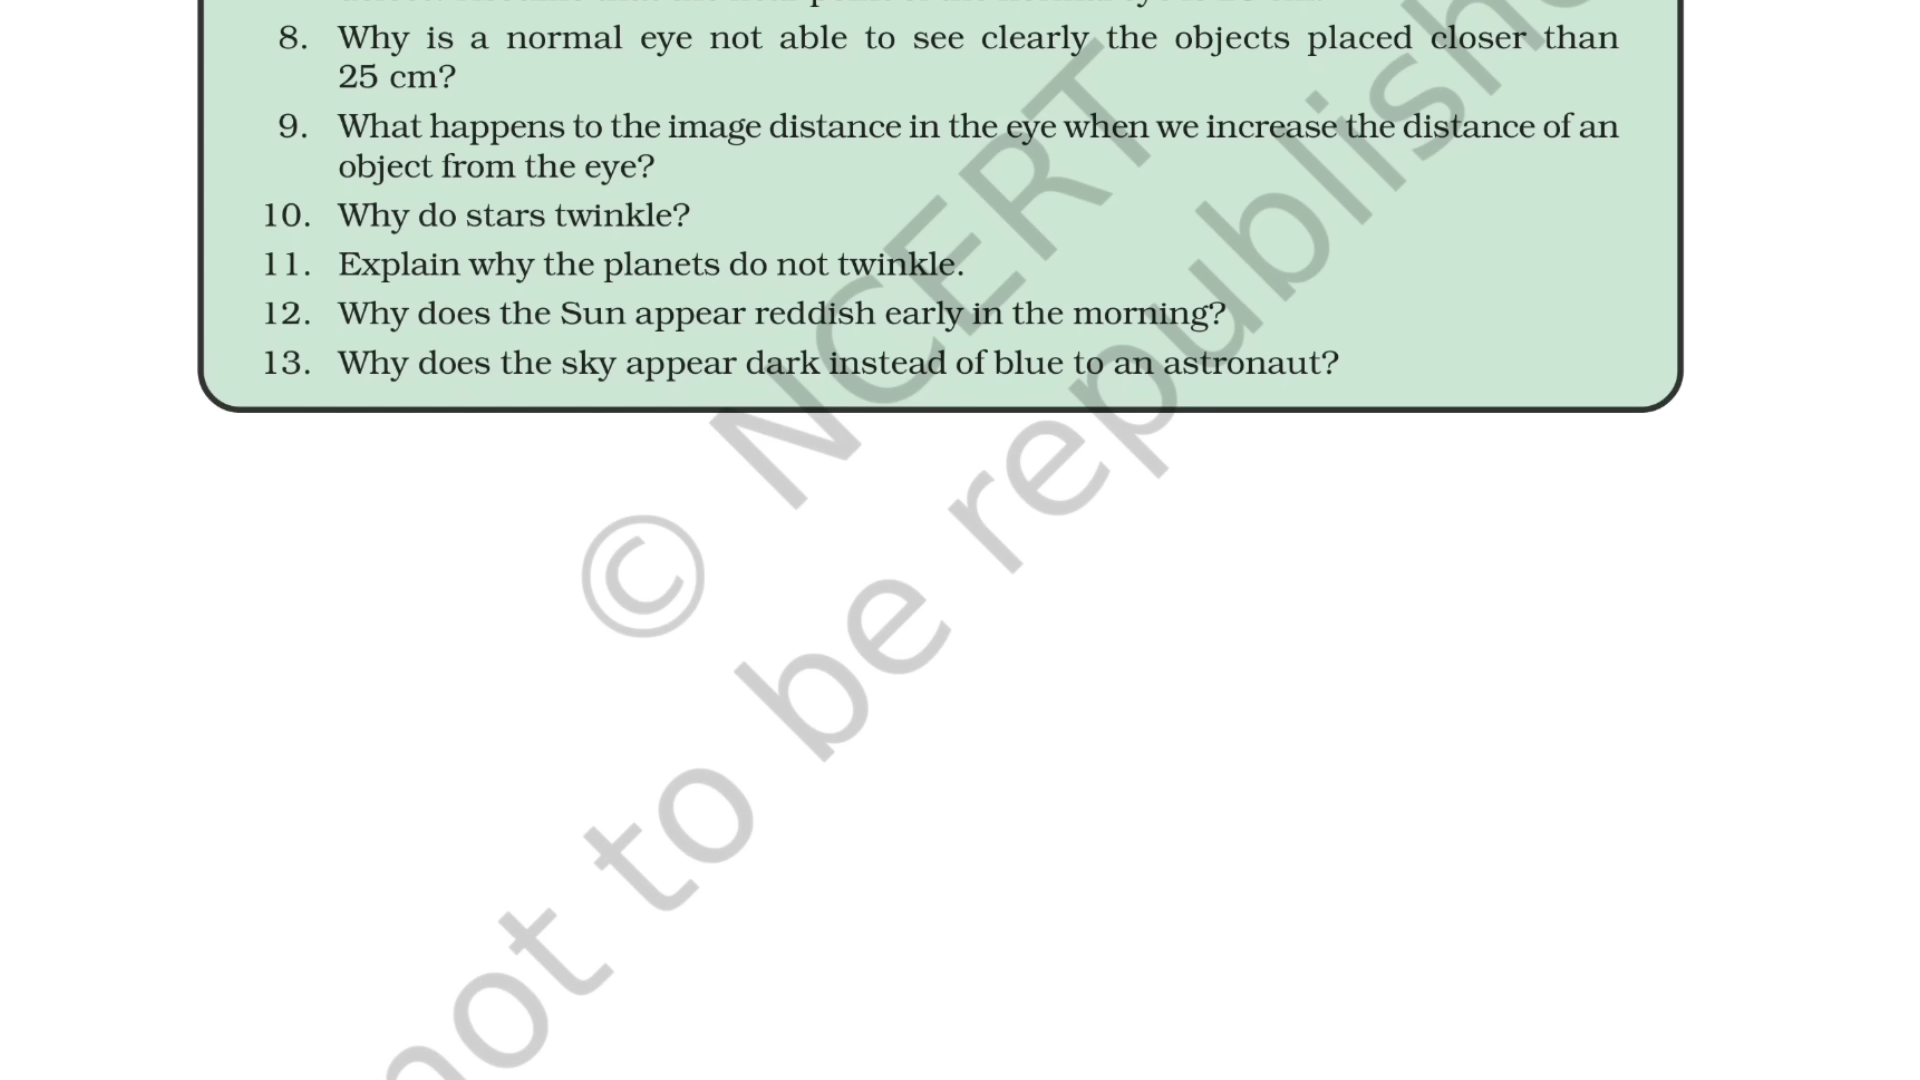 8. Why is a normal eye not able to see clearly the objects placed closer than
25 cm?
9. What happens to the image distance in the eye when we increase the distance of an
object from the eye?
10. Why do stars twinkle?
11. Explain why the planets do not twinkle.
12. Why does the Sun appear reddish early in the morning?
13. Why does the sky appear dark instead of blue to an astronaut?
© NCERT
not to be republished